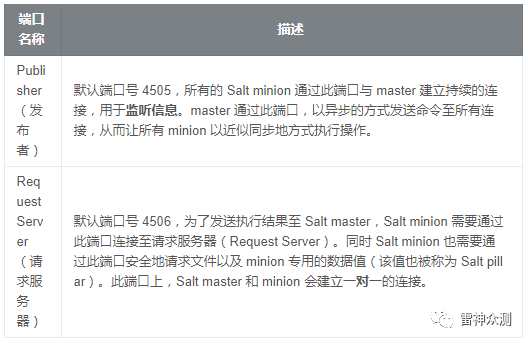 端口
名称
描述
Publi
sher
（发
布
者）
默认端口号 4505，所有的 Salt minion 通过此端口与 master 建立持续的连
接，用于监听信息。master 通过此端口，以异步的方式发送命令至所有连
接，从而让所有 minion 以近似同步地方式执行操作。
Req
uest
Serv
er
（请
求服
务
器）
默认端口号 4506，为了发送执行结果至 Salt master，Salt minion 需要通过
此端口连接至请求服务器（Request Server）。同时 Salt minion 也需要通
过此端口安全地请求文件以及 minion 专用的数据值（该值也被称为 Salt pill
ar）。此端口上，Salt master 和 minion 会建立一对一的连接。
雷神众测